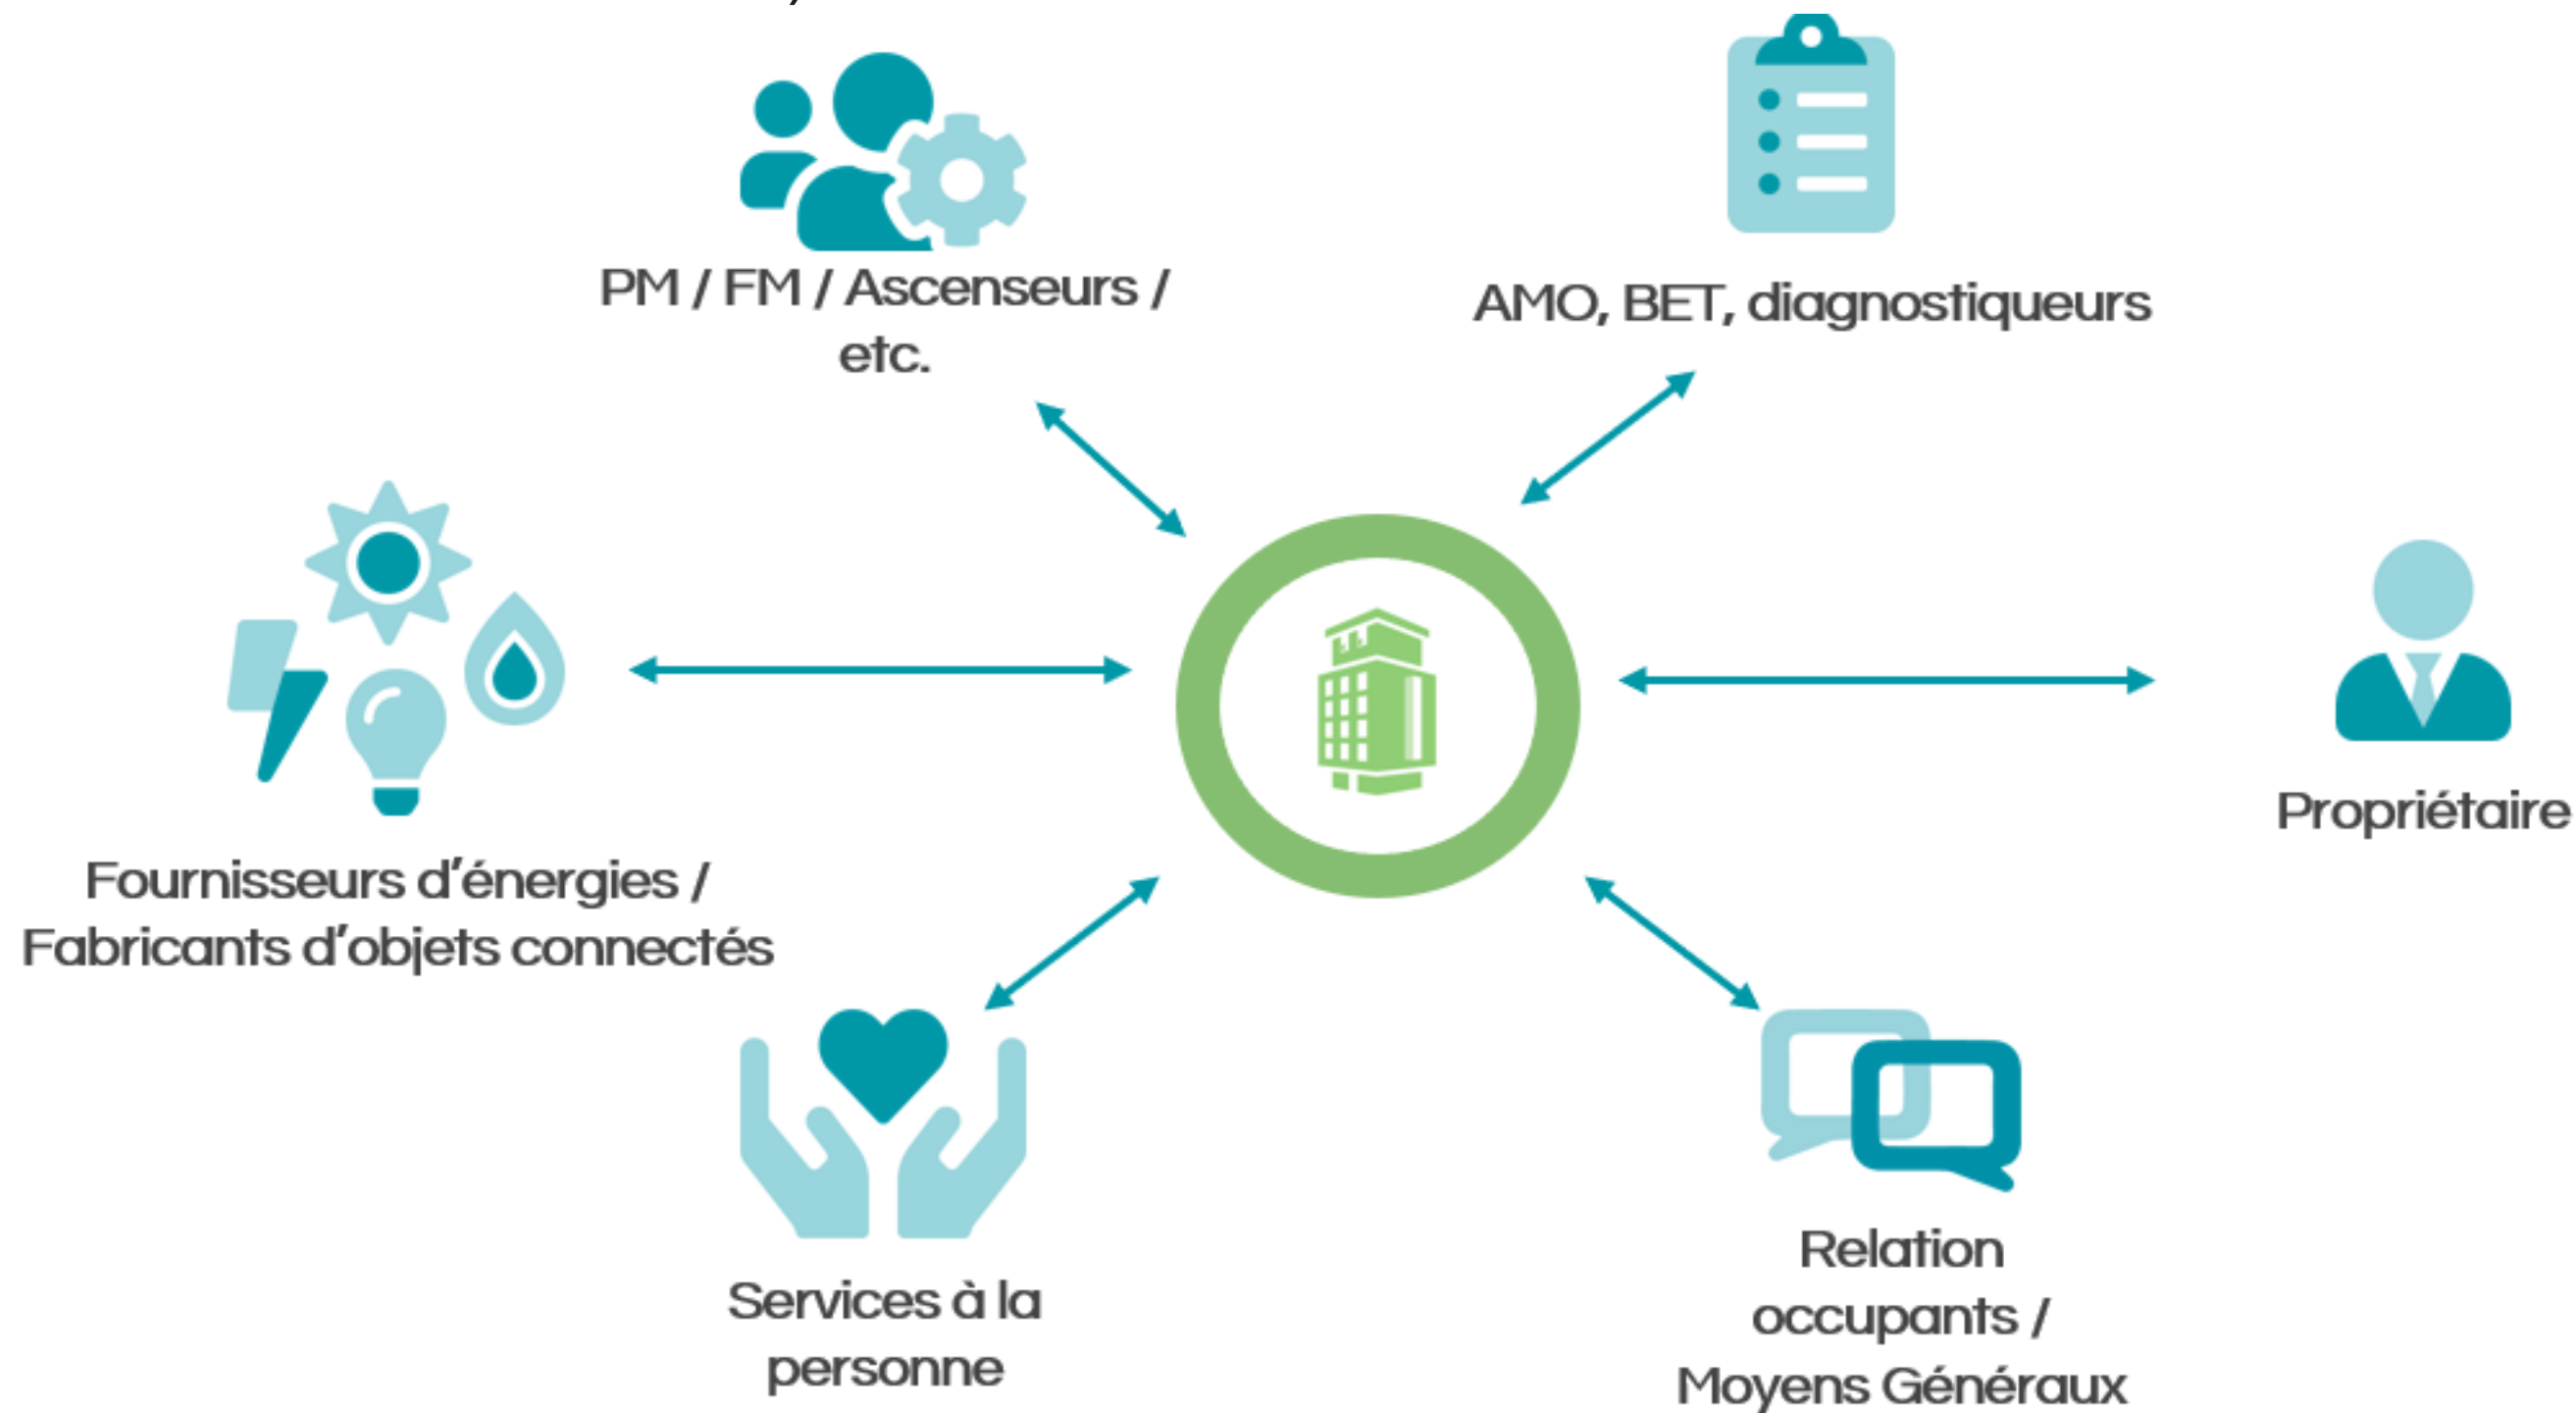 PM / FM / Ascenseurs /
etc.
AMO, BET, diagnostiqueurs
Propriétaire
Fournisseurs d’énergies /
Fabricants d’objets connectés
Services à la
personne
Relation
occupants /
Moyens Généraux